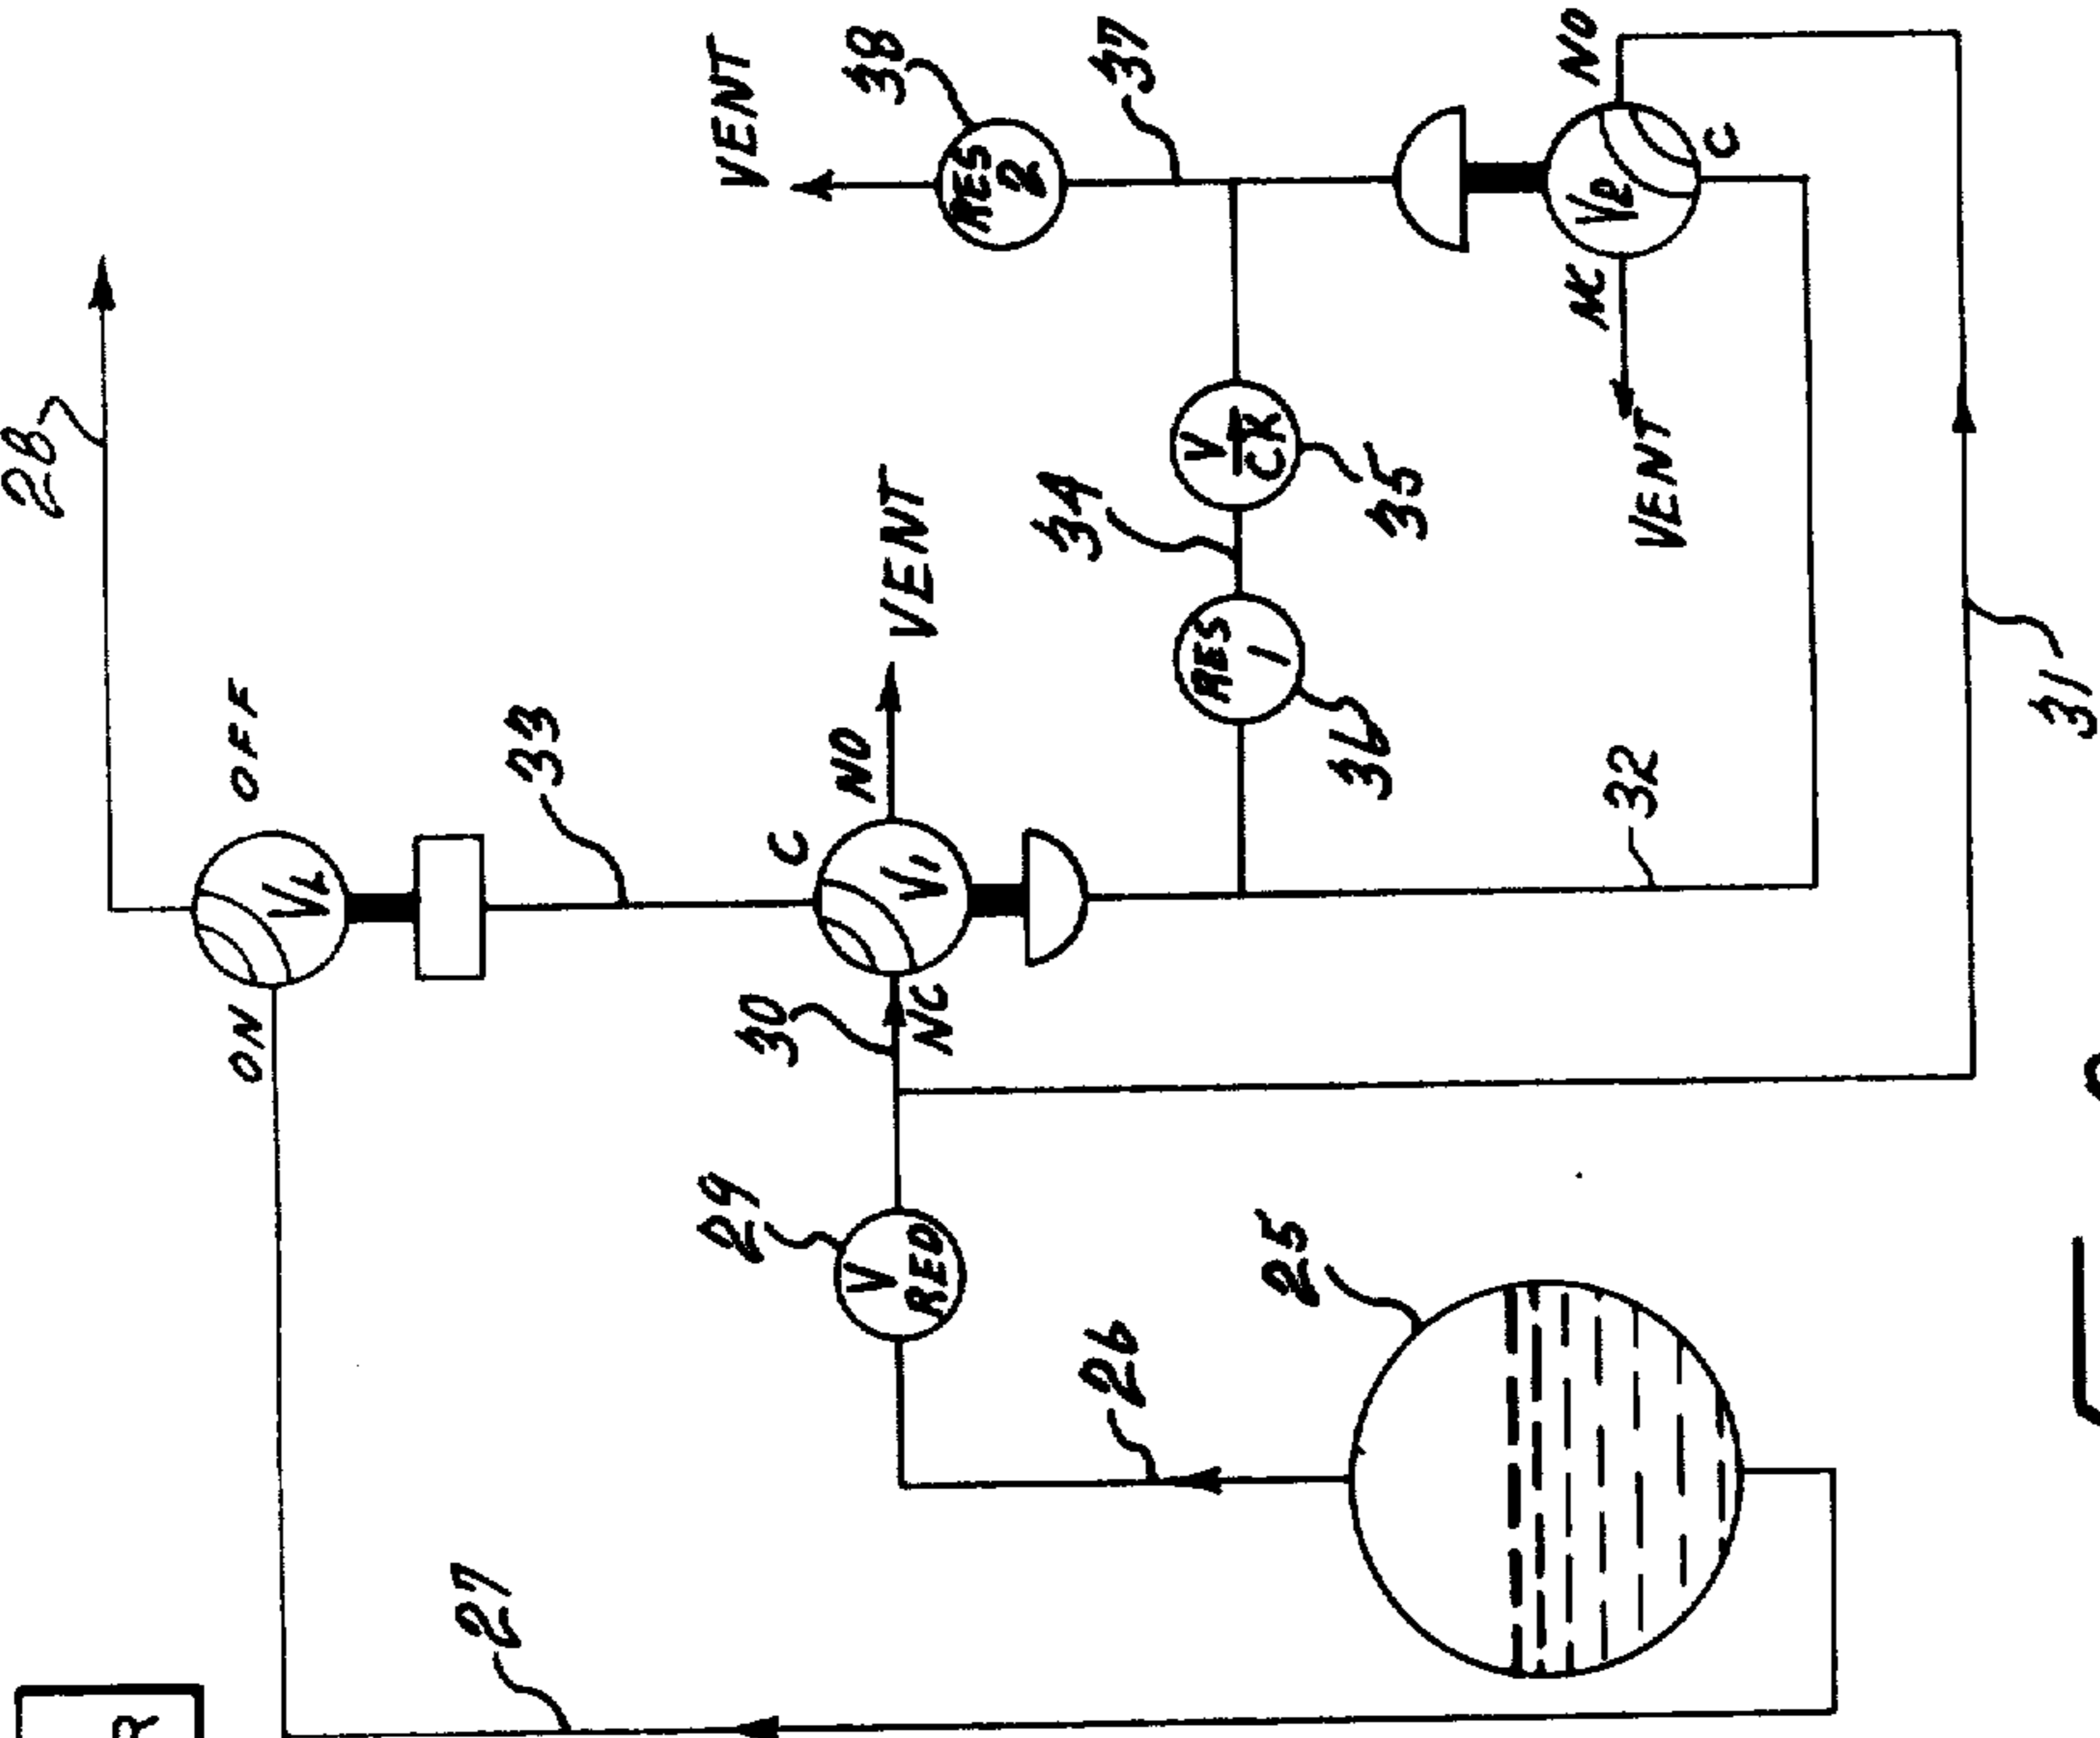 28
VENT
38
RES
2
37
OFF
ON
VL
33
VENT
NO
C
V1
30
NC
34
V
CK
35
RES
1
36
NO
V2
C
NC
VENT
32
31
29
V
RED
26
25
27
R